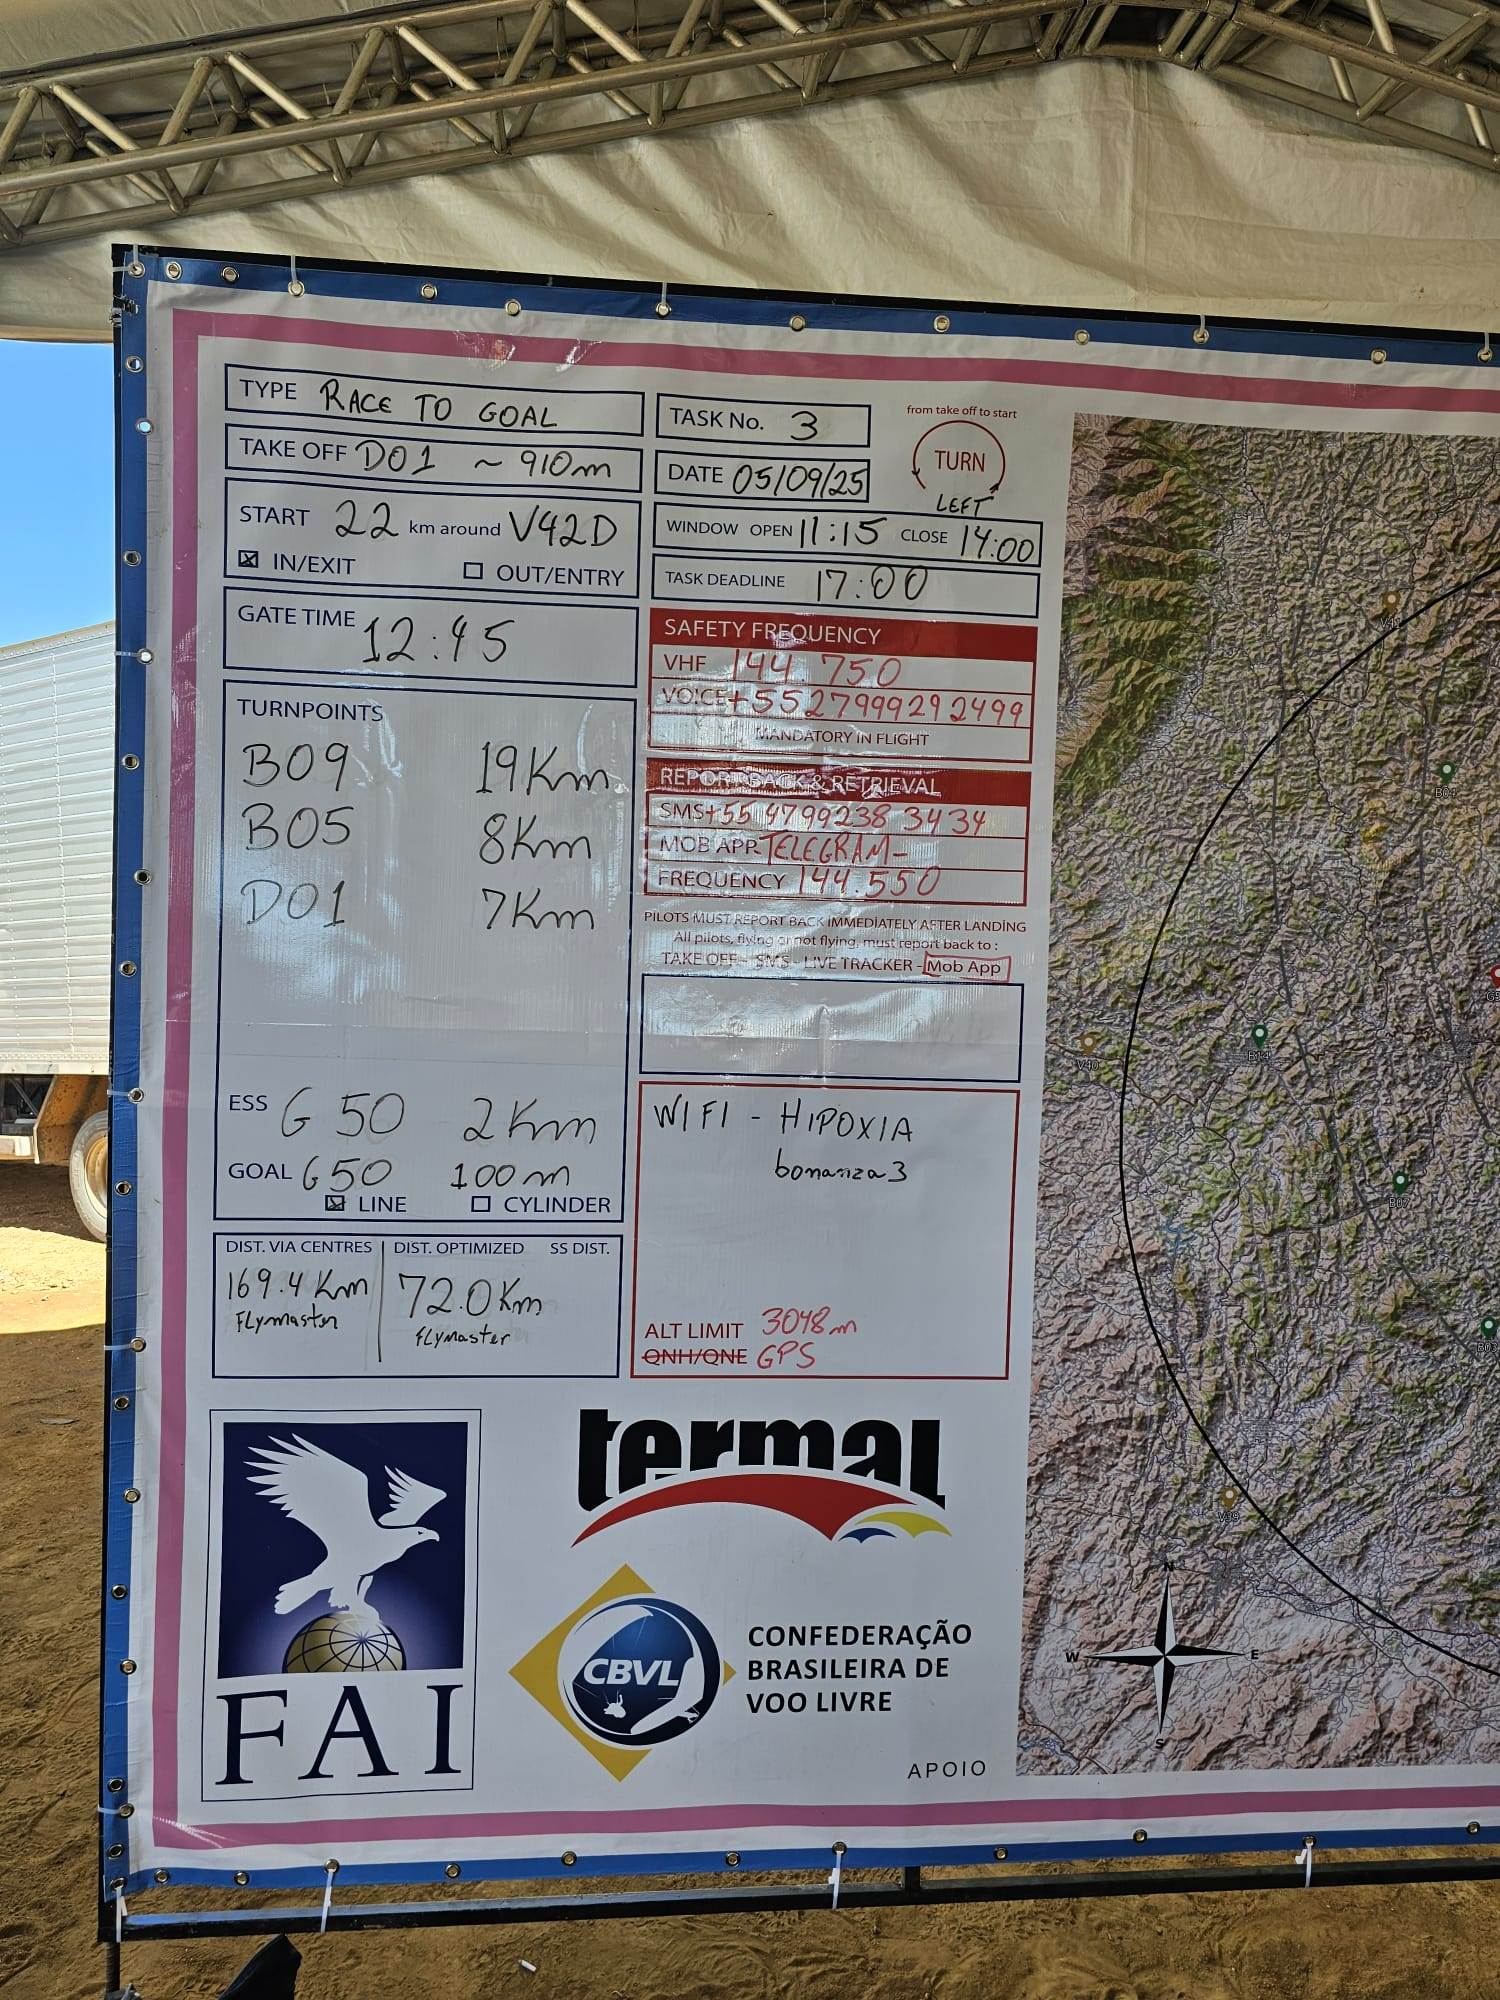 TYPE RACE TO GOAL
TAKE OFF D01 ~ 910m
START 22 km around V42D
☒ IN/EXIT ☐ OUT/ENTRY
GATE TIME 12:45
TURNPOINTS
B09 19Km
B05 8Km
D01 7Km
ESS G50 2Km
GOAL G50 100m
☒ LINE ☐ CYLINDER
DIST. VIA CENTRES DIST. OPTIMIZED SS DIST.
169.4 Km 72.0Km
FLymaster FLymaster
TASK No. 3
DATE 05/09/25
from take off to start
TURN
LEFT
WINDOW OPEN 11:15 CLOSE 14:00
TASK DEADLINE 17:00
SAFETY FREQUENCY
VHF 144 750
VOICE +5527999292499
MANDATORY IN FLIGHT
REPORT BACK & RETRIEVAL
SMS +55 4799238 3434
MOB APP TELEGRAM-
FREQUENCY 144.550
PILOTS MUST REPORT BACK IMMEDIATELY AFTER LANDING
All pilots, flying or not flying, must report back to :
TAKE OFF - SMS - LIVE TRACKER - Mob App
WIFI - HIPOXIA
bonanza3
ALT LIMIT 3048m
QNH/QNE GPS
FAI
termal
CBVL
CONFEDERAÇÃO
BRASILEIRA DE
VOO LIVRE
APOIO
V41
B04
B14
V40
B07
V39
N
W E
S